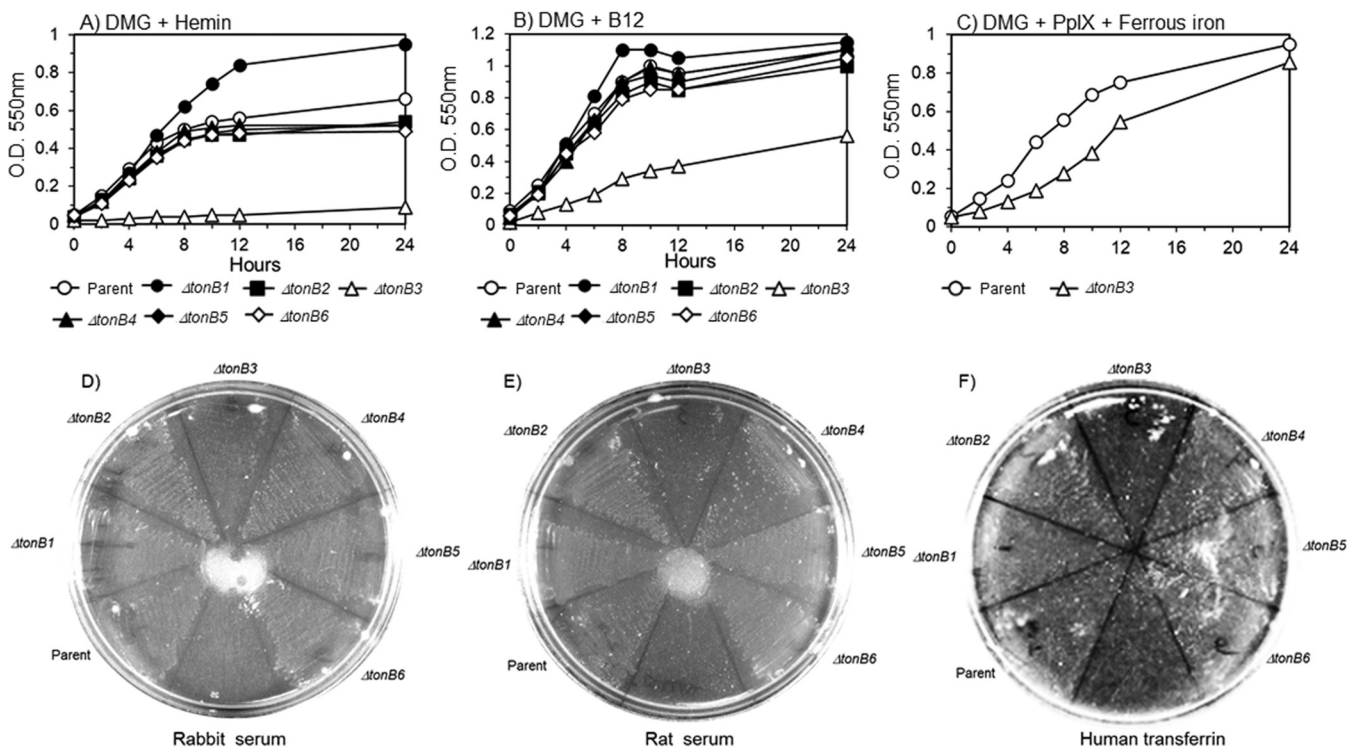 A) DMG + Hemin
B) DMG + B12
C) DMG + PpIX + Ferrous iron
O.D. 550nm
1
0.8
0.6
0.4
0.2
0
0 4 8 12 16 20 24
Hours
O.D. 550nm
1.2
1
0.8
0.6
0.4
0.2
0
0 4 8 12 16 20 24
Hours
O.D. 550nm
1
0.8
0.6
0.4
0.2
0
0 4 8 12 16 20 24
Parent ΔtonB1 ΔtonB2 ΔtonB3
ΔtonB4 ΔtonB5 ΔtonB6
Parent ΔtonB1 ΔtonB2 ΔtonB3
ΔtonB4 ΔtonB5 ΔtonB6
Parent ΔtonB3
D)
ΔtonB3
ΔtonB2
ΔtonB4
ΔtonB1
ΔtonB5
Parent
ΔtonB6
Rabbit serum
E)
ΔtonB3
ΔtonB2
ΔtonB4
ΔtonB1
ΔtonB5
Parent
ΔtonB6
Rat serum
F)
ΔtonB3
ΔtonB2
ΔtonB4
ΔtonB1
ΔtonB5
Parent
ΔtonB6
Human transferrin